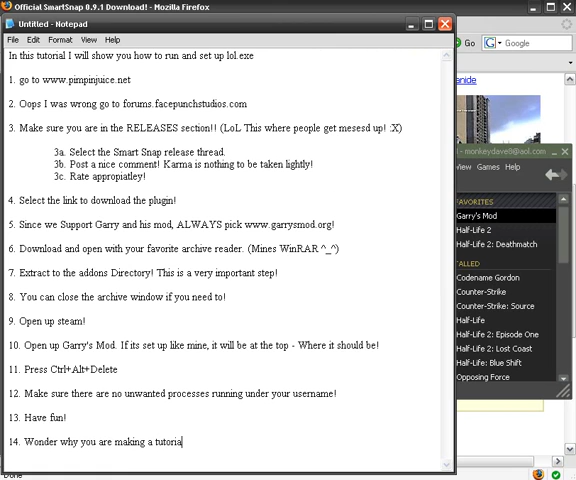 Official SmartSnap 0.9.1 Download! - Mozilla Firefox
Untitled - Notepad
File Edit Format View Help
In this tutorial I will show you how to run and set up lol.exe
1. go to www.pimpinjuice.net
2. Oops I was wrong go to forums.facepunchstudios.com
3. Make sure you are in the RELEASES section!! (LoL This where people get mesesd up! :X)
3a. Select the Smart Snap release thread.
3b. Post a nice comment! Karma is nothing to be taken lightly!
3c. Rate appropiatley!
4. Select the link to download the plugin!
5. Since we Support Garry and his mod, ALWAYS pick www.garrysmod.org!
6. Download and open with your favorite archive reader. (Mines WinRAR ^_^)
7. Extract to the addons Directory! This is a very important step!
8. You can close the archive window if you need to!
9. Open up steam!
10. Open up Garry's Mod. If its set up like mine, it will be at the top - Where it should be!
11. Press Ctrl+Alt+Delete
12. Make sure there are no unwanted processes running under your username!
13. Have fun!
14. Wonder why you are making a tutoria
Go
Google
anide
- monkeydave8@aol.com
View Games Help
FAVORITES
Garry's Mod
Half-Life 2
Half-Life 2: Deathmatch
TALLED
Codename Gordon
Counter-Strike
Counter-Strike: Source
Half-Life
Half-Life 2: Episode One
Half-Life 2: Lost Coast
Half-Life: Blue Shift
Opposing Force
Done